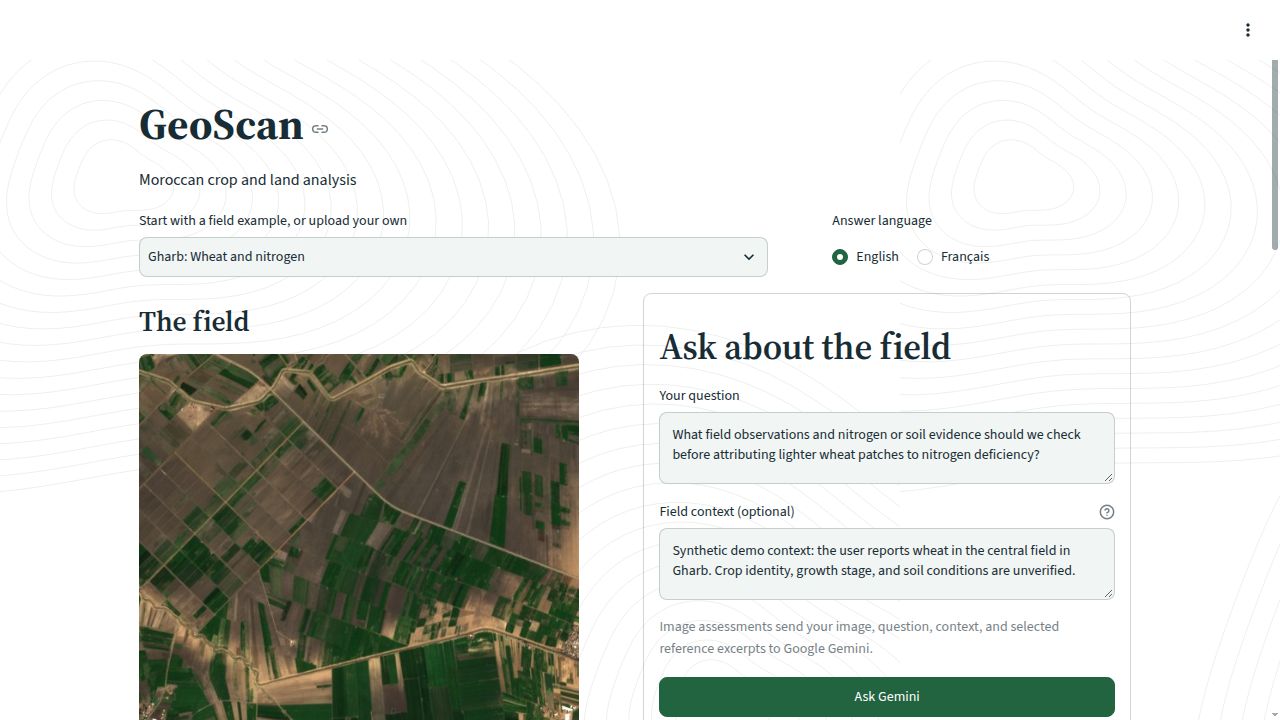 GeoScan
Moroccan crop and land analysis
Start with a field example, or upload your own
Gharb: Wheat and nitrogen
Answer language
English
Français
The field
Ask about the field
Your question
What field observations and nitrogen or soil evidence should we check
before attributing lighter wheat patches to nitrogen deficiency?
Field context (optional)
Synthetic demo context: the user reports wheat in the central field in
Gharb. Crop identity, growth stage, and soil conditions are unverified.
Image assessments send your image, question, context, and selected
reference excerpts to Google Gemini.
Ask Gemini